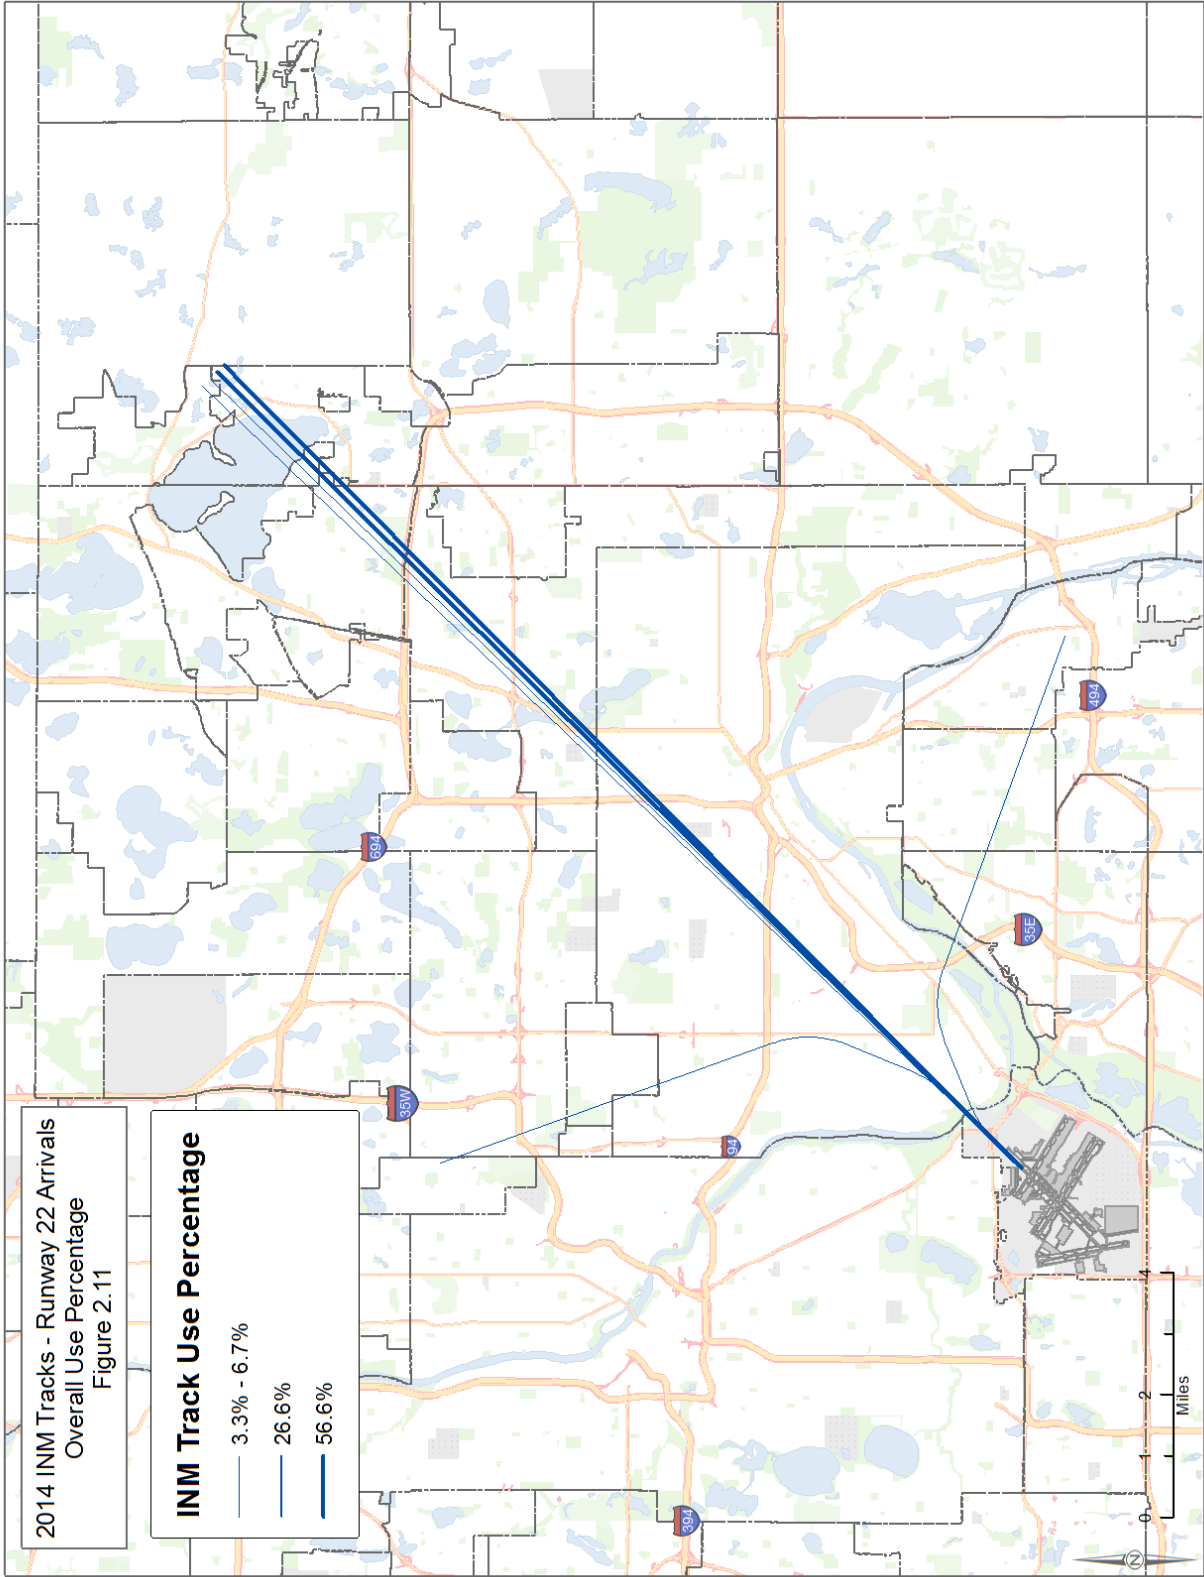 2014 INM Tracks - Runway 22 Arrivals
Overall Use Percentage
Figure 2.11
INM Track Use Percentage
3.3% - 6.7%
26.6%
56.6%
694
35W
94
494
35E
394
0 1 2 4
Miles
N